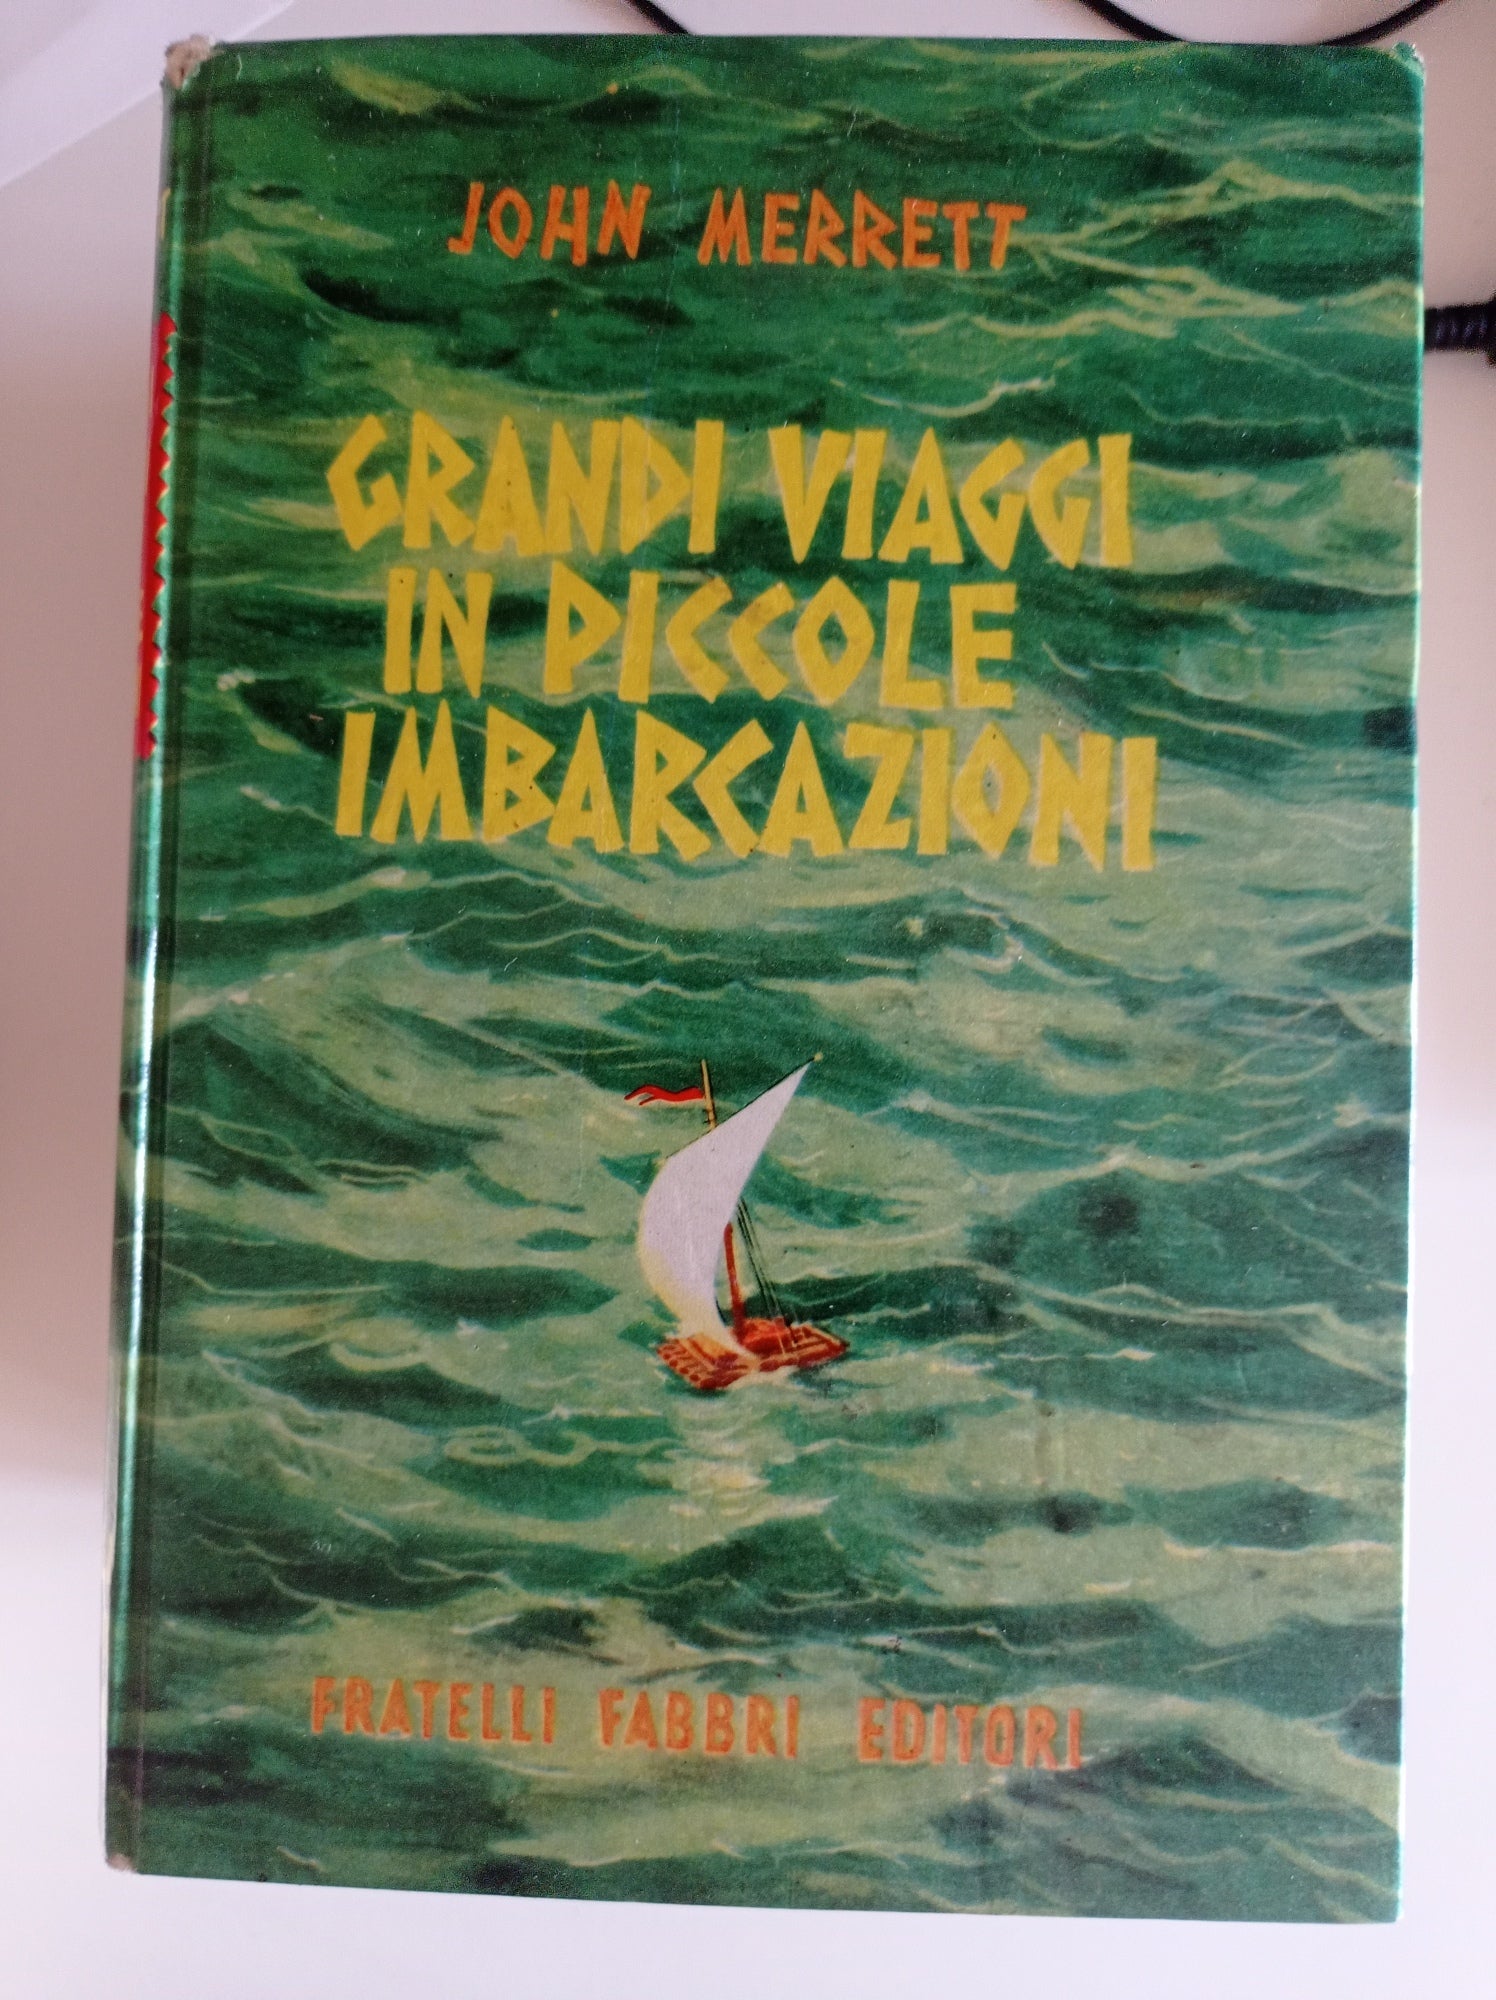 JOHN MERRETT
GRANDI VIAGGI
IN PICCOLE
IMBARCAZIONI
FRATELLI FABBRI EDITORI